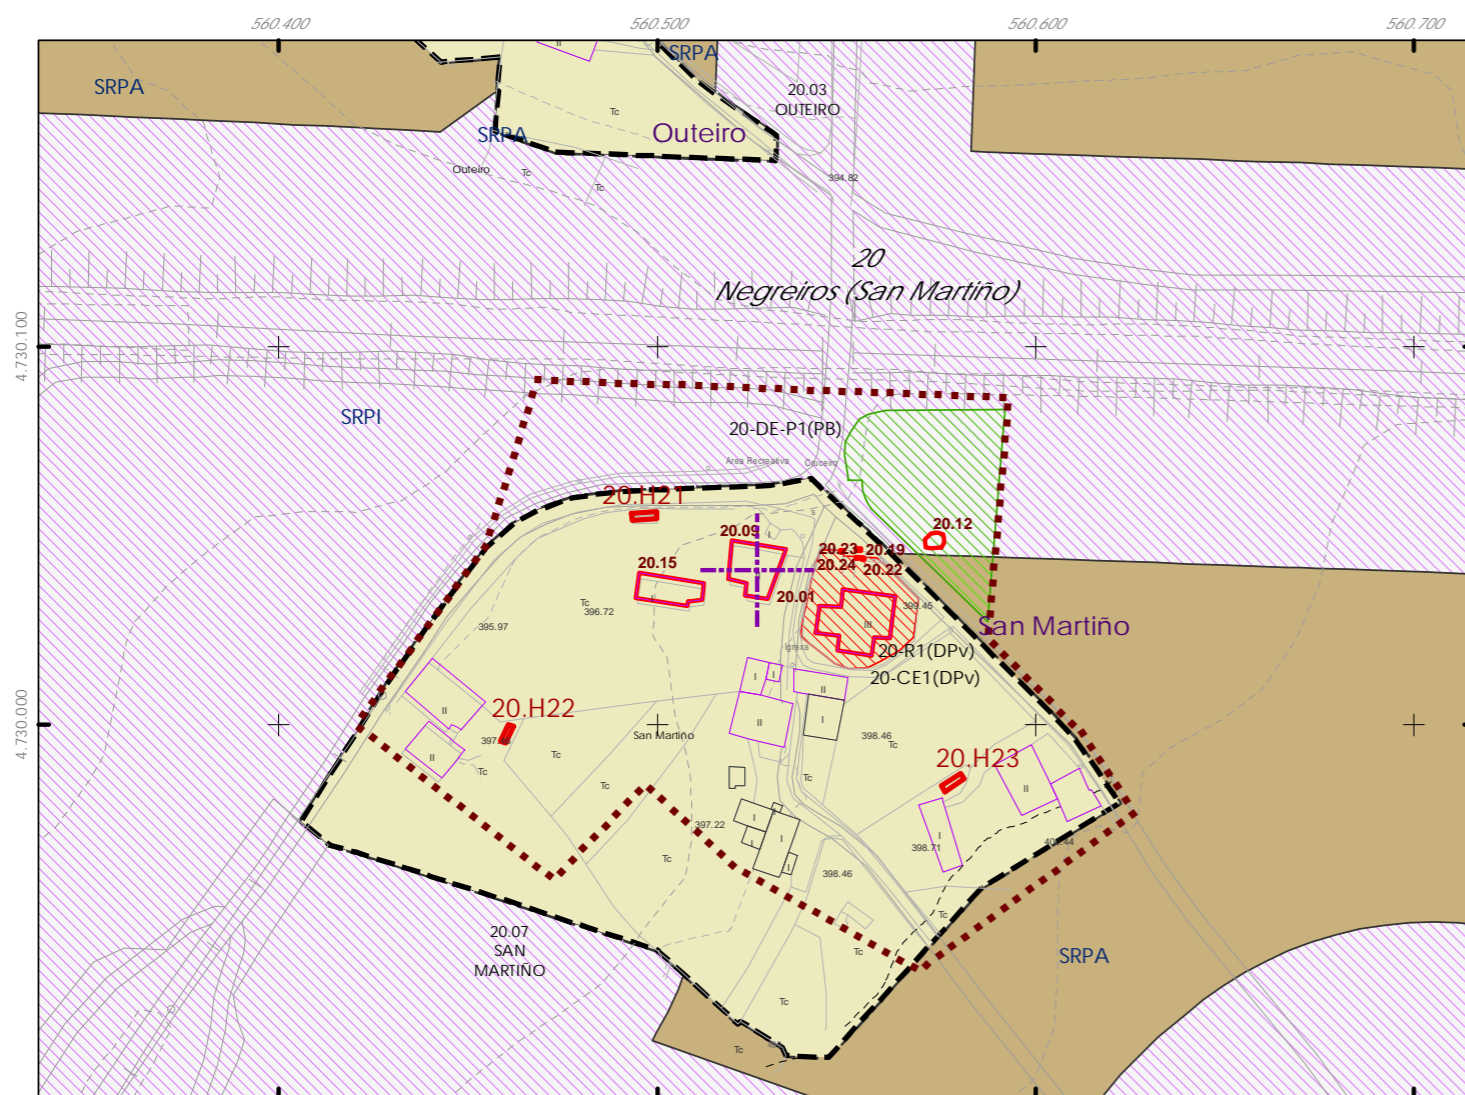 560.400
560.500
560.600
560.700
SRPA
SRPA
II
20.03
OUTEIRO
Tc
SRPA
Outeiro
Outeiro
Tc
Tc
394.82
20
Negreiros (San Martiño)
4.730.100
SRPI
20-DE-P1(PB)
Area Recreativa
Cruceiro
20.H21
20.09
I
20.12
20.23
20.19
20.24
20.22
20.15
I
20.01
Tc
396.72
399.45
395.97
III
San Martiño
Igrexa
20-R1(DPv)
20-CE1(DPv)
I
I
II
II
20.H22
II
I
4.730.000
San Martiño
398.46
Tc
II
Tc
Tc
Tc
Tc
20.H23
II
I
I
I
I
397.22
I
398.71
Tc
398.46
Tc
20.07
SAN
MARTIÑO
Tc
SRPA
Tc
Tc